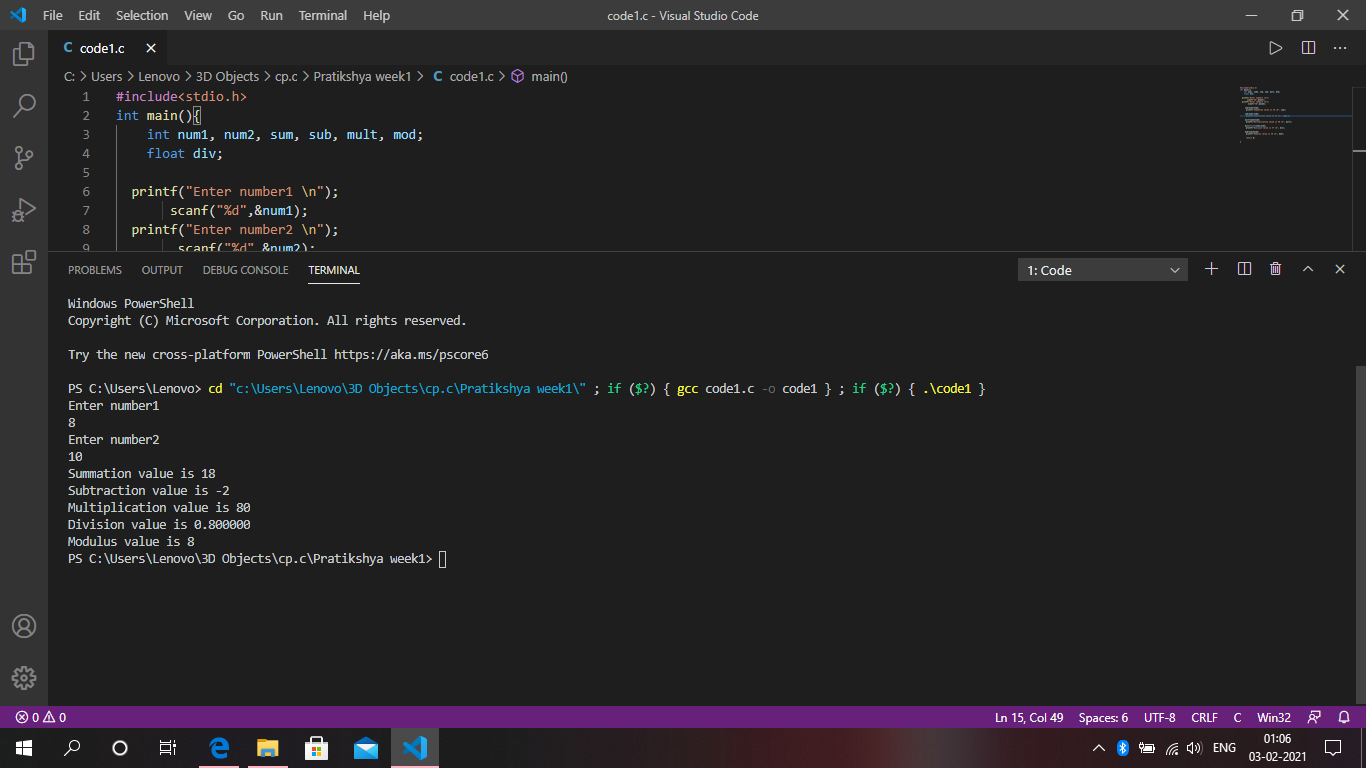 File Edit Selection View Go Run Terminal Help
code1.c - Visual Studio Code
C code1.c
C: > Users > Lenovo > 3D Objects > cp.c > Pratikshya week1 > C code1.c > main()
1 #include<stdio.h>
2 int main(){
3 int num1, num2, sum, sub, mult, mod;
4 float div;
5
6 printf("Enter number1 \n");
7 scanf("%d",&num1);
8 printf("Enter number2 \n");
9 scanf("%d",&num2);
PROBLEMS OUTPUT DEBUG CONSOLE TERMINAL
1: Code
Windows PowerShell
Copyright (C) Microsoft Corporation. All rights reserved.
Try the new cross-platform PowerShell https://aka.ms/pscore6
PS C:\Users\Lenovo> cd "c:\Users\Lenovo\3D Objects\cp.c\Pratikshya week1\" ; if ($?) { gcc code1.c -o code1 } ; if ($?) { .\code1 }
Enter number1
8
Enter number2
10
Summation value is 18
Subtraction value is -2
Multiplication value is 80
Division value is 0.800000
Modulus value is 8
PS C:\Users\Lenovo\3D Objects\cp.c\Pratikshya week1>
0 0
Ln 15, Col 49 Spaces: 6 UTF-8 CRLF C Win32
ENG
01:06
03-02-2021